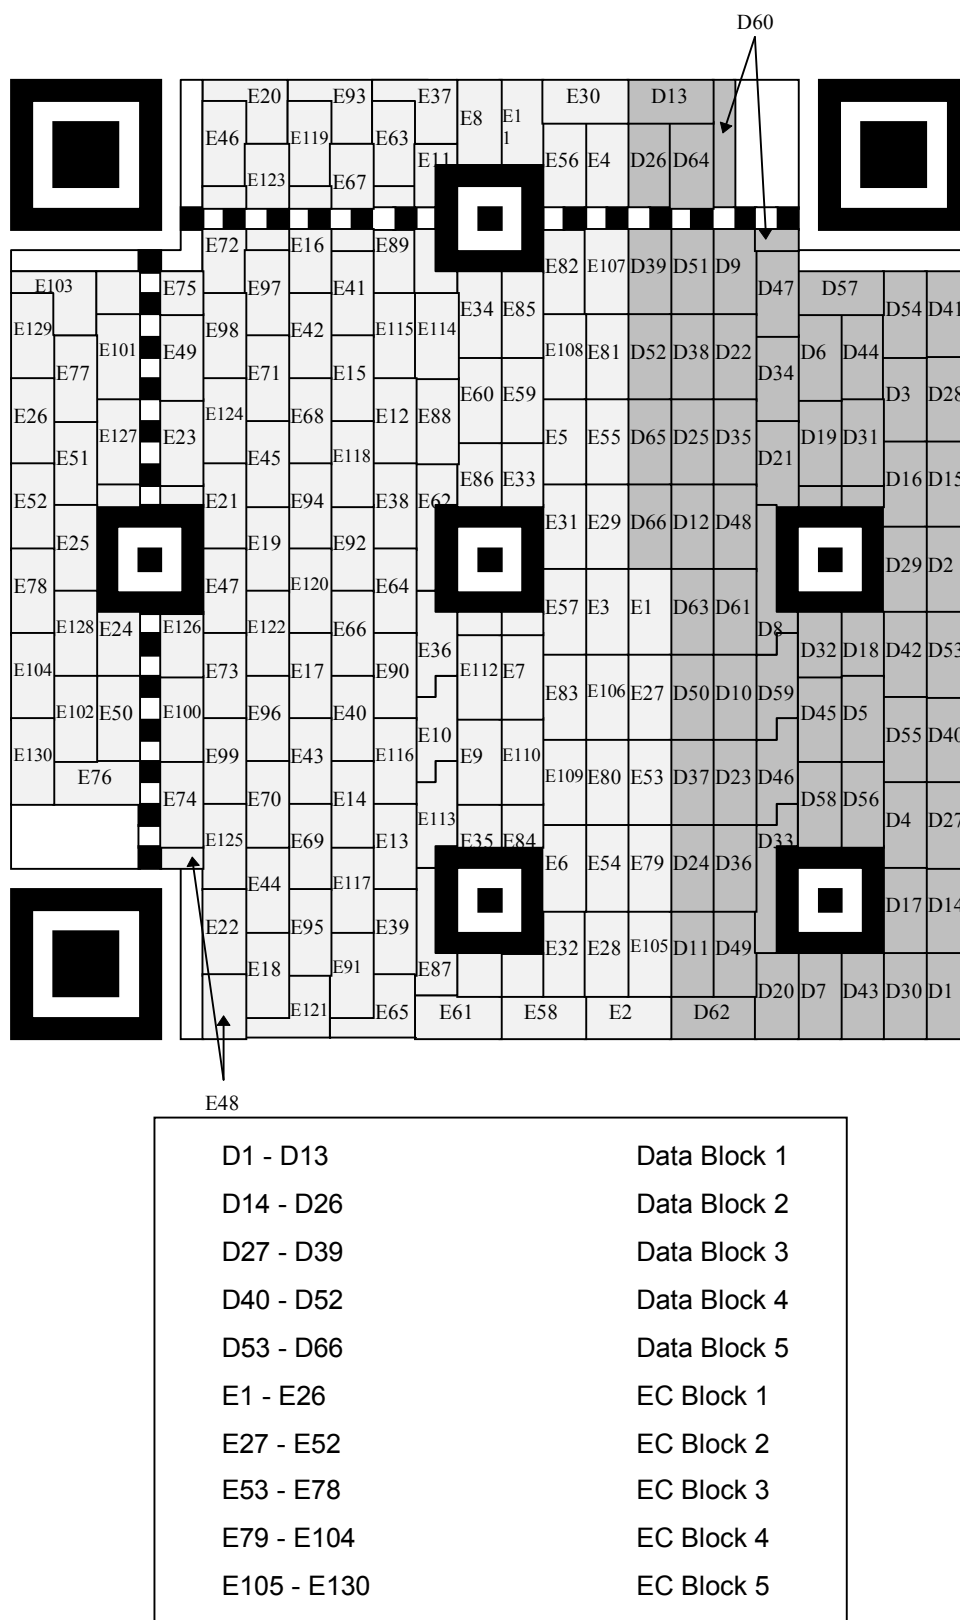 D60
E20 E93 E37 E8 E1 E30 D13
1
E46 E119 E63 E11 E56 E4 D26 D64
E123 E67
E72 E16 E89 E82 E107 D39 D51 D9
E103 E75 E97 E41 E34 E85 D47 D57 D54 D41
E129 E101 E49 E98 E42 E115 E114 E108 E81 D52 D38 D22 D34 D6 D44
E77 E71 E15
E26 E127 E23 E124 E68 E12 E88 E60 E59 E5 E55 D65 D25 D35 D21 D19 D31 D3 D28
E51 E45 E118
E52 E21 E94 E38 E62 E86 E33 E31 E29 D66 D12 D48 D16 D15
E25 E19 E92
E78 E47 E120 E64 E57 E3 E1 D63 D61 D29 D2
E128 E24 E126 E122 E66 E36 E112 E7 D8 D32 D18 D42 D53
E104 E73 E17 E90 E83 E106 E27 D50 D10 D59
E102 E50 E100 E96 E40 D45 D5
E130 E99 E43 E116 E10 E9 E110 D55 D40
E76 E74 E70 E14 E109 E80 E53 D37 D23 D46 D58 D56
E125 E69 E13 E113 E35 E84 D33 D4 D27
E44 E117 E6 E54 E79 D24 D36
E22 E95 E39 D17 D14
E18 E91 E87 E32 E28 E105 D11 D49
E121 E65 E61 E58 E2 D62 D20 D7 D43 D30 D1
E48
D1 - D13 Data Block 1
D14 - D26 Data Block 2
D27 - D39 Data Block 3
D40 - D52 Data Block 4
D53 - D66 Data Block 5
E1 - E26 EC Block 1
E27 - E52 EC Block 2
E53 - E78 EC Block 3
E79 - E104 EC Block 4
E105 - E130 EC Block 5